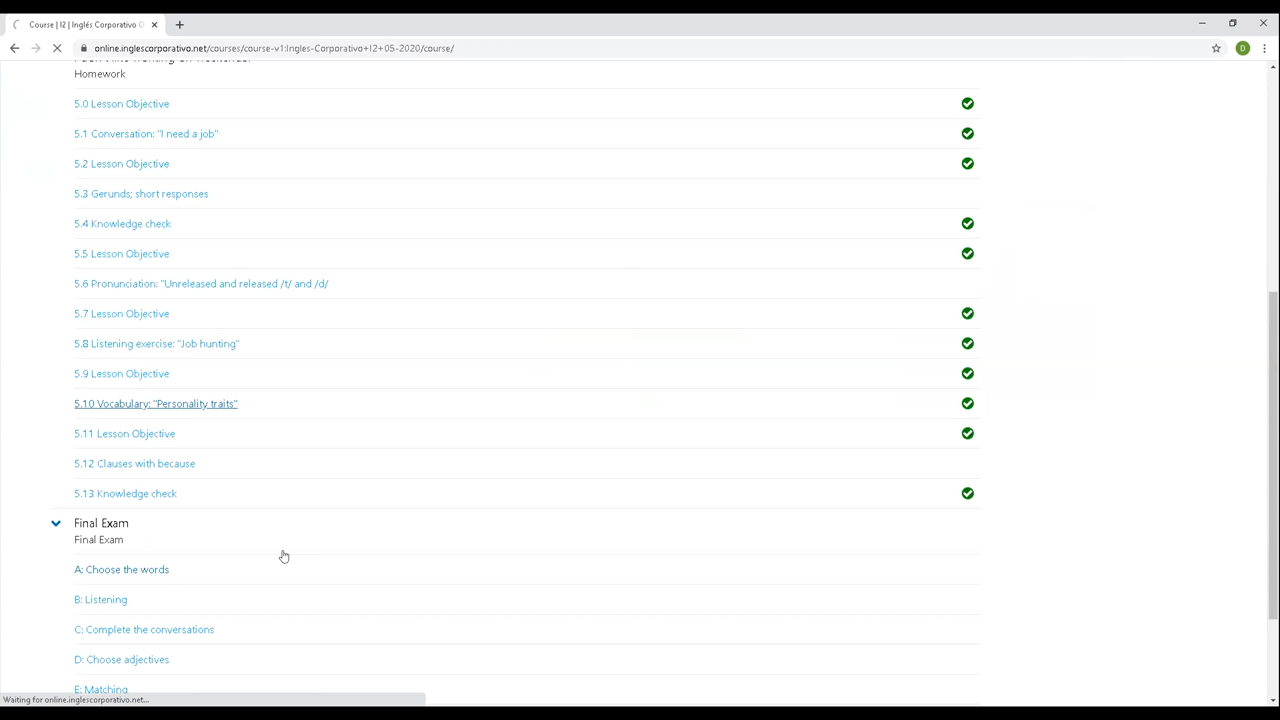 Course | I2 | Inglés Corporativo
online.inglescorporativo.net/courses/course-v1:Ingles-Corporativo+I2+05-2020/course/
D
Homework
5.0 Lesson Objective
5.1 Conversation: "I need a job"
5.2 Lesson Objective
5.3 Gerunds; short responses
5.4 Knowledge check
5.5 Lesson Objective
5.6 Pronunciation: "Unreleased and released /t/ and /d/
5.7 Lesson Objective
5.8 Listening exercise: "Job hunting"
5.9 Lesson Objective
5.10 Vocabulary: "Personality traits"
5.11 Lesson Objective
5.12 Clauses with because
5.13 Knowledge check
Final Exam
Final Exam
A: Choose the words
B: Listening
C: Complete the conversations
D: Choose adjectives
E: Matching
Waiting for online.inglescorporativo.net...